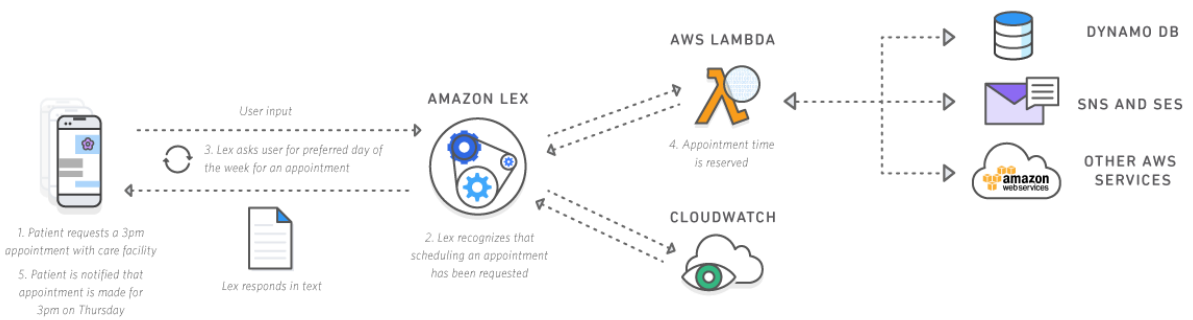 DYNAMO DB
AWS LAMBDA
AMAZON LEX
User input
SNS AND SES
3. Lex asks user for preferred day of
the week for an appointment
4. Appointment time
is reserved
OTHER AWS
SERVICES
amazon
webservices
CLOUDWATCH
1. Patient requests a 3pm
appointment with care facility
2. Lex recognizes that
scheduling an appointment
has been requested
5. Patient is notified that
appointment is made for
3pm on Thursday
Lex responds in text